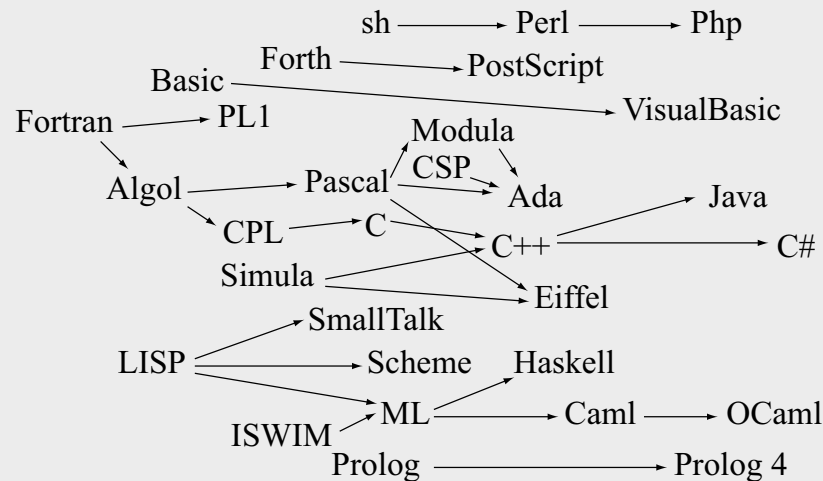 sh Perl Php
Forth PostScript
Basic VisualBasic
Fortran PL1
Modula
CSP
Algol Pascal Ada Java
CPL C C++ C#
Simula Eiffel
SmallTalk
LISP Scheme Haskell
ML Caml OCaml
ISWIM
Prolog Prolog 4